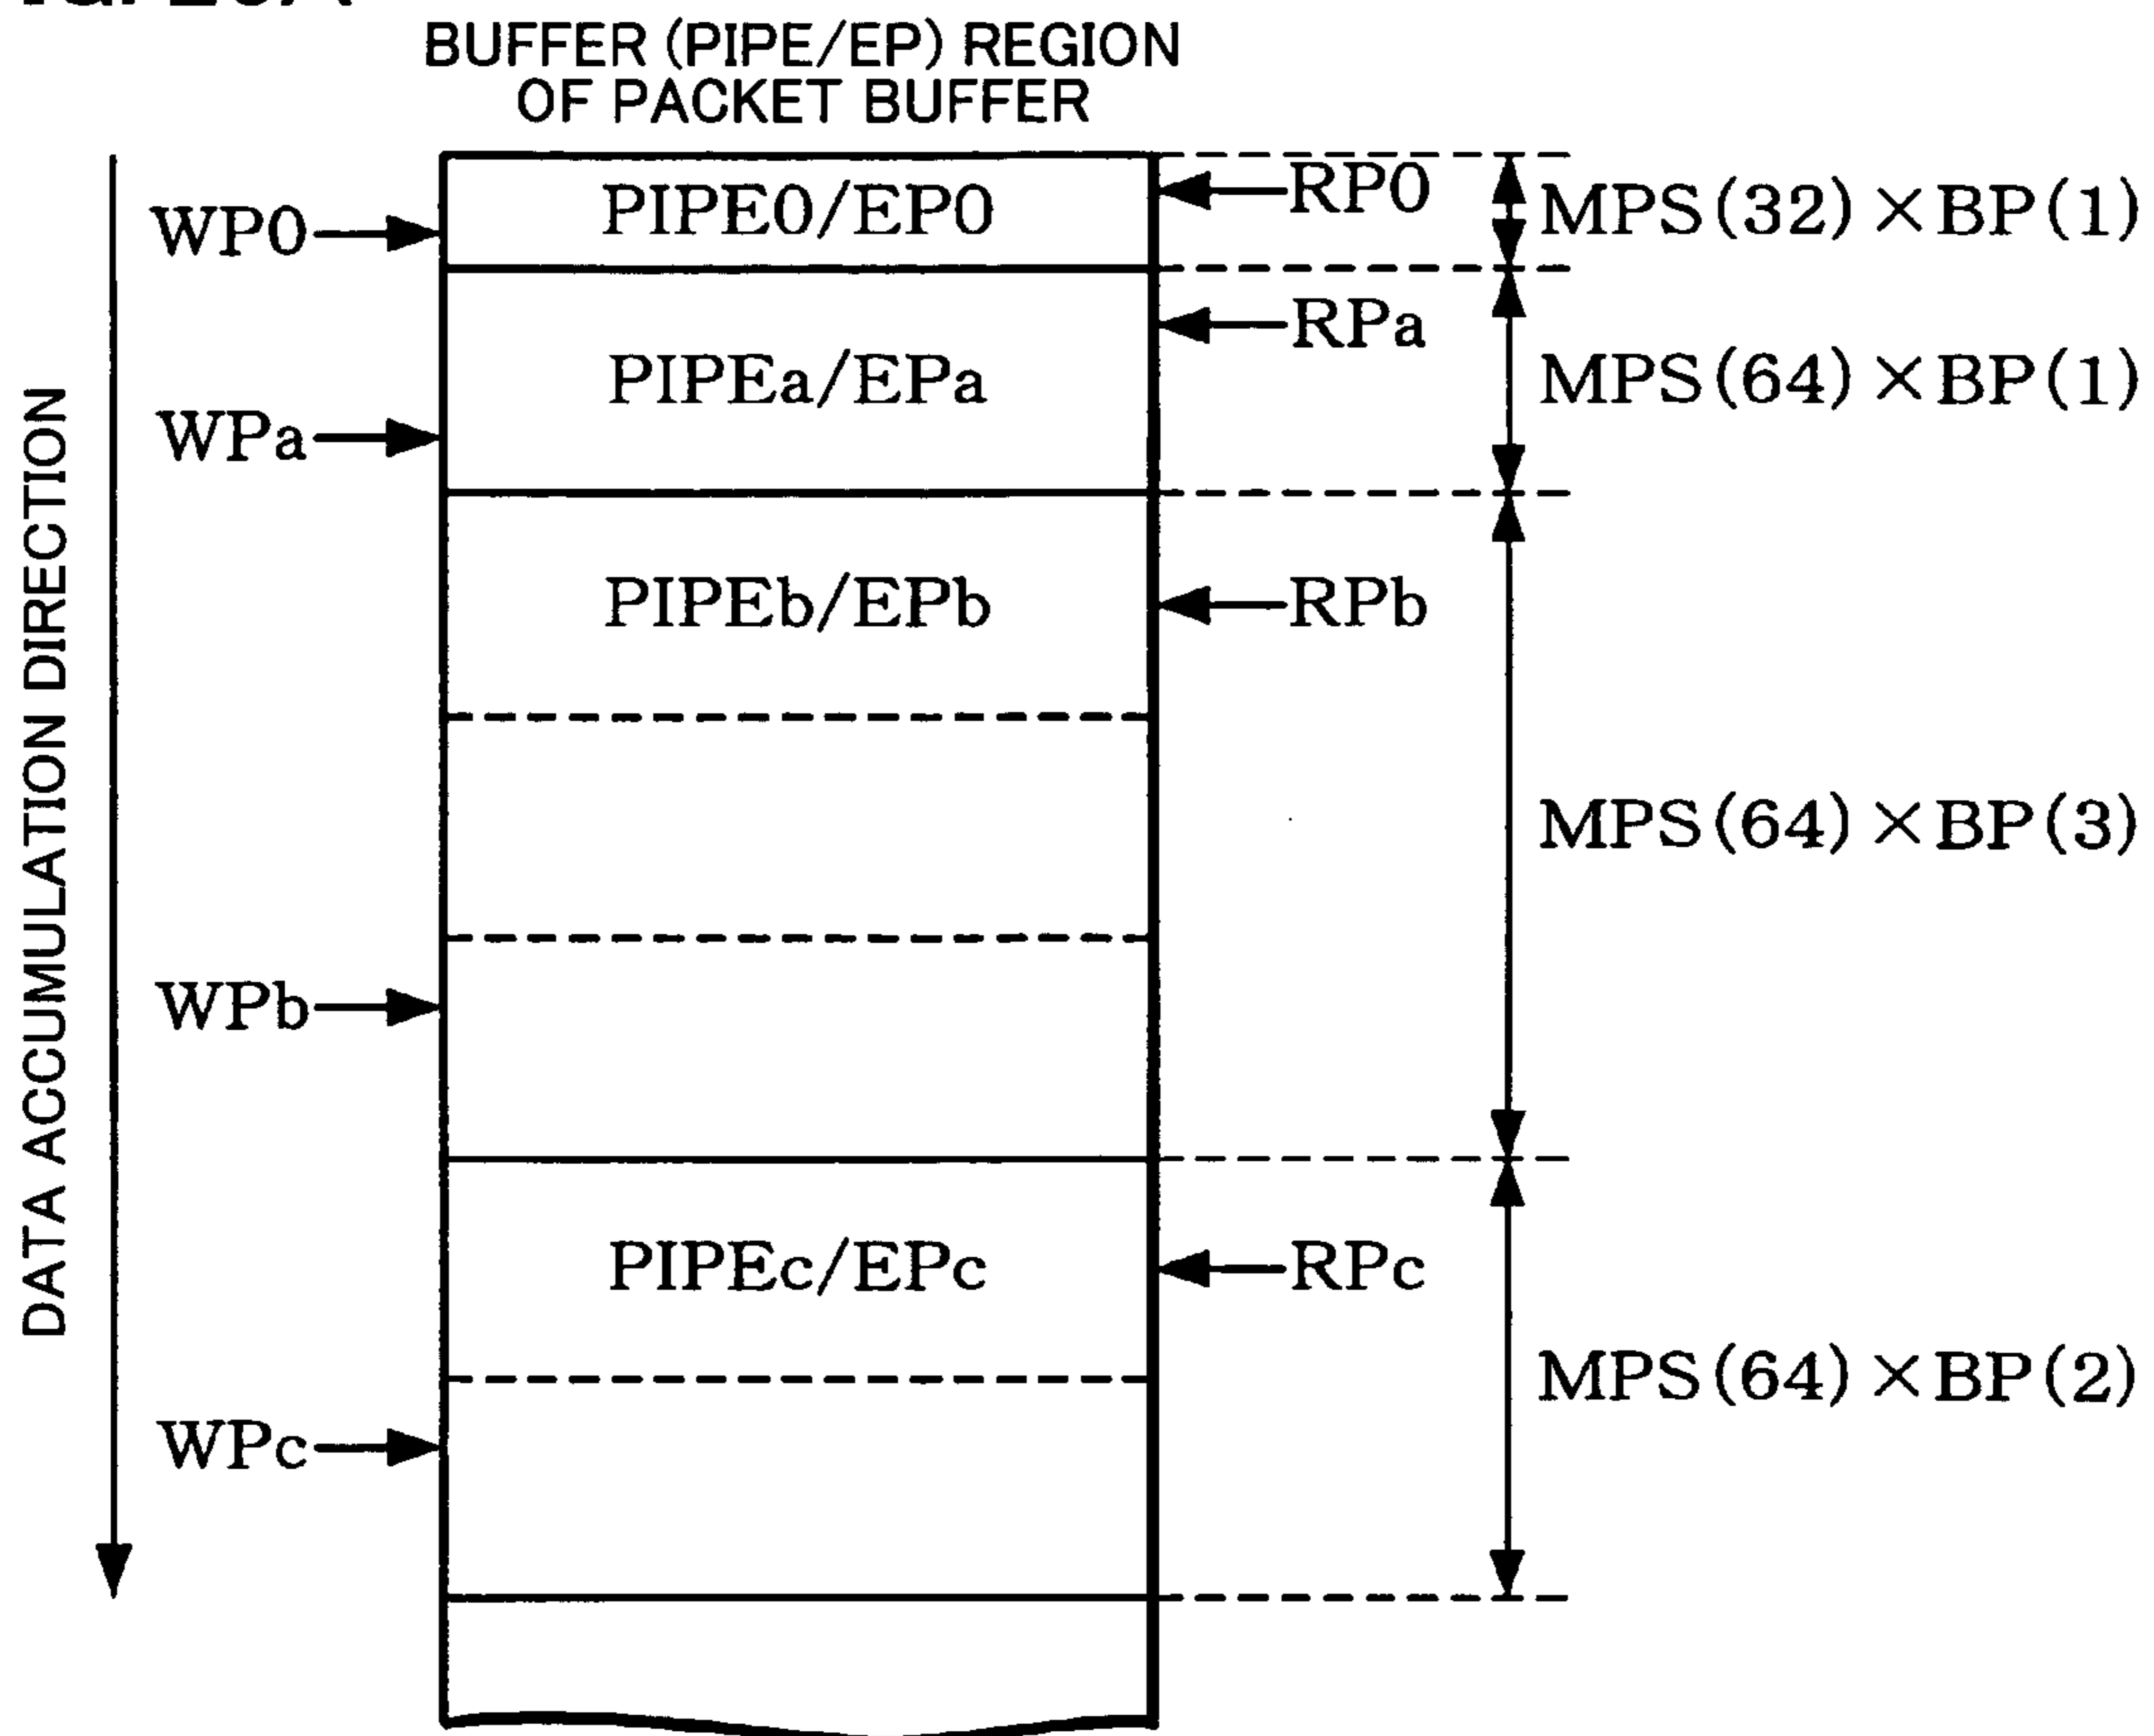 BUFFER (PIPE/EP) REGION
OF PACKET BUFFER
DATA ACCUMULATION DIRECTION
WP0
PIPE0/EP0
RP0
MPS(32)×BP(1)
WPa
PIPEa/EPa
RPa
MPS(64)×BP(1)
PIPEb/EPb
RPb
MPS(64)×BP(3)
WPb
PIPEc/EPc
RPc
MPS(64)×BP(2)
WPc